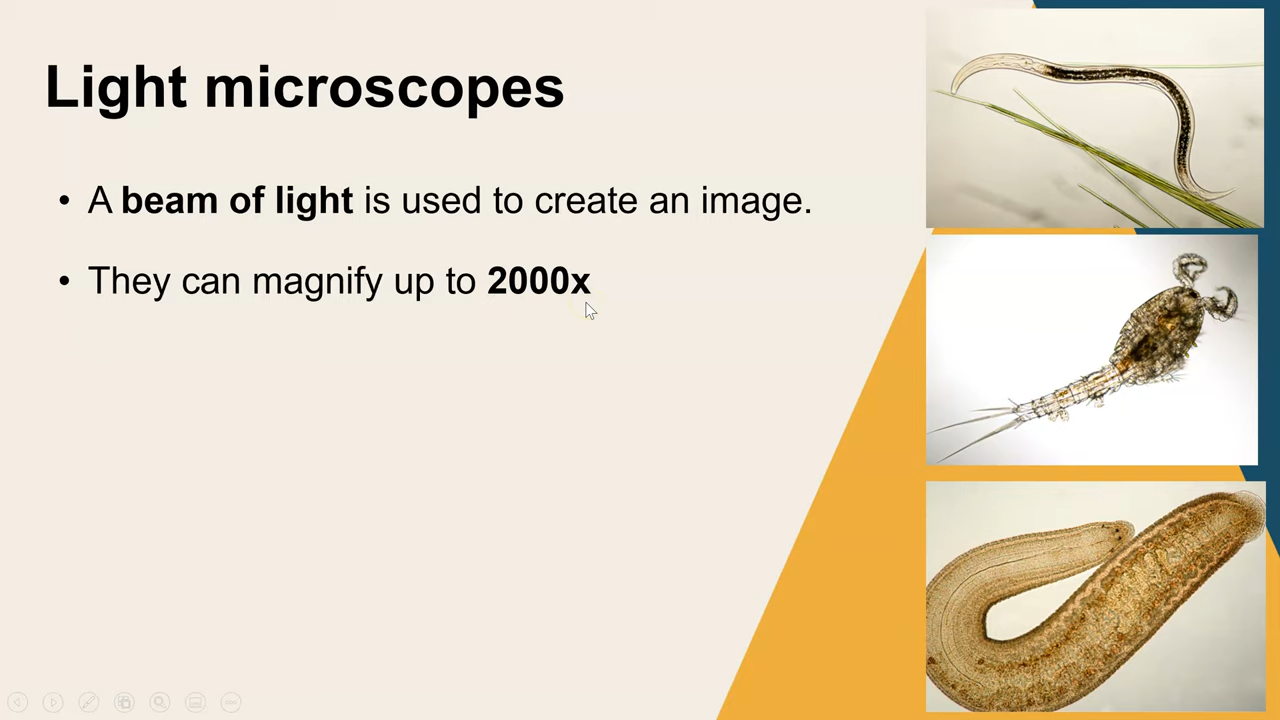 Light microscopes
• A beam of light is used to create an image.
• They can magnify up to 2000x